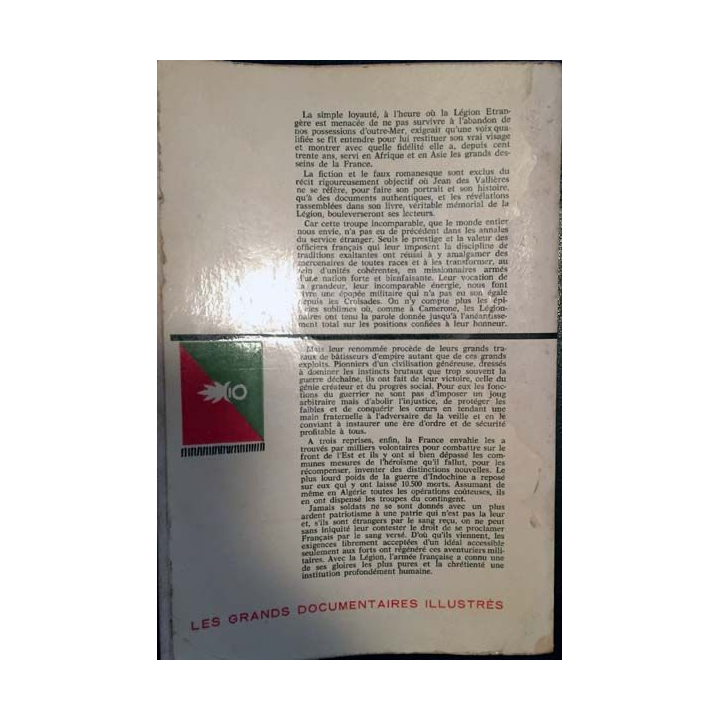 La simple loyauté, à l'heure où la Légion Etran-
gère est menacée de ne pas survivre à l'abandon de
nos possessions d'outre-Mer, exigeait qu'une voix qua-
lifiée se fît entendre pour lui restituer son vrai visage
et montrer avec quelle fidélité elle a, depuis cent
trente ans, servi en Afrique et en Asie les grands des-
seins de la France.
La fiction et le faux romanesque sont exclus du
récit rigoureusement objectif où Jean des Vallières
ne se réfère, pour faire son portrait et son histoire,
qu'à des documents authentiques, et les révélations
rassemblées dans son livre, véritable mémorial de la
Légion, bouleverseront ses lecteurs.
Car cette troupe incomparable, que le monde entier
nous envie, n'a pas eu de précédent dans les annales
du service étranger. Seuls le prestige et la valeur des
officiers français qui leur imposent la discipline de
traditions exaltantes ont réussi à y amalgamer des
mercenaires de toutes races et à les transformer, au
sein d'unités cohérentes, en missionnaires armés
d'une nation forte et bienfaisante. Leur vocation de
la grandeur, leur incomparable énergie, nous font
vivre une épopée militaire qui n'a pas eu son égale
depuis les Croisades. On n'y compte plus les épi-
sodes sublimes où, comme à Camerone, les Légion-
naires ont tenu la parole donnée jusqu'à l'anéantisse-
ment total sur les positions confiées à leur honneur.
Mais leur renommée procède de leurs grands tra-
vaux de bâtisseurs d'empire autant que de ces grands
exploits. Pionniers d'un civilisation généreuse, dressés
à dominer les instincts brutaux que trop souvent la
guerre déchaîne, ils ont fait de leur victoire, celle du
génie créateur et du progrès social. Pour eux les fonc-
tions du guerrier ne sont pas d'imposer un joug
arbitraire mais d'abolir l'injustice, de protéger les
faibles et de conquérir les cœurs en tendant une
main fraternelle à l'adversaire de la veille et en le
conviant à instaurer une ère d'ordre et de sécurité
profitable à tous.
A trois reprises, enfin, la France envahie les a
trouvés par milliers volontaires pour combattre sur le
front de l'Est et ils y ont si bien dépassé les com-
munes mesures de l'héroïsme qu'il fallut, pour les
récompenser, inventer des distinctions nouvelles. Le
plus lourd poids de la guerre d'Indochine a reposé
sur eux qui y ont laissé 10.500 morts. Assumant de
même en Algérie toutes les opérations coûteuses, ils
en ont dispensé les troupes du contingent.
Jamais soldats ne se sont donnés avec un plus
ardent patriotisme à une patrie qui n'est pas la leur
et, s'ils sont étrangers par le sang reçu, on ne peut
sans iniquité leur contester le droit de se proclamer
Français par le sang versé. D'où qu'ils viennent, les
exigences librement acceptées d'un idéal accessible
seulement aux forts ont régénéré ces aventuriers mili-
taires. Avec la Légion, l'armée française a connu une
de ses gloires les plus pures et la chrétienté une
institution profondément humaine.
LES GRANDS DOCUMENTAIRES ILLUSTRÉS